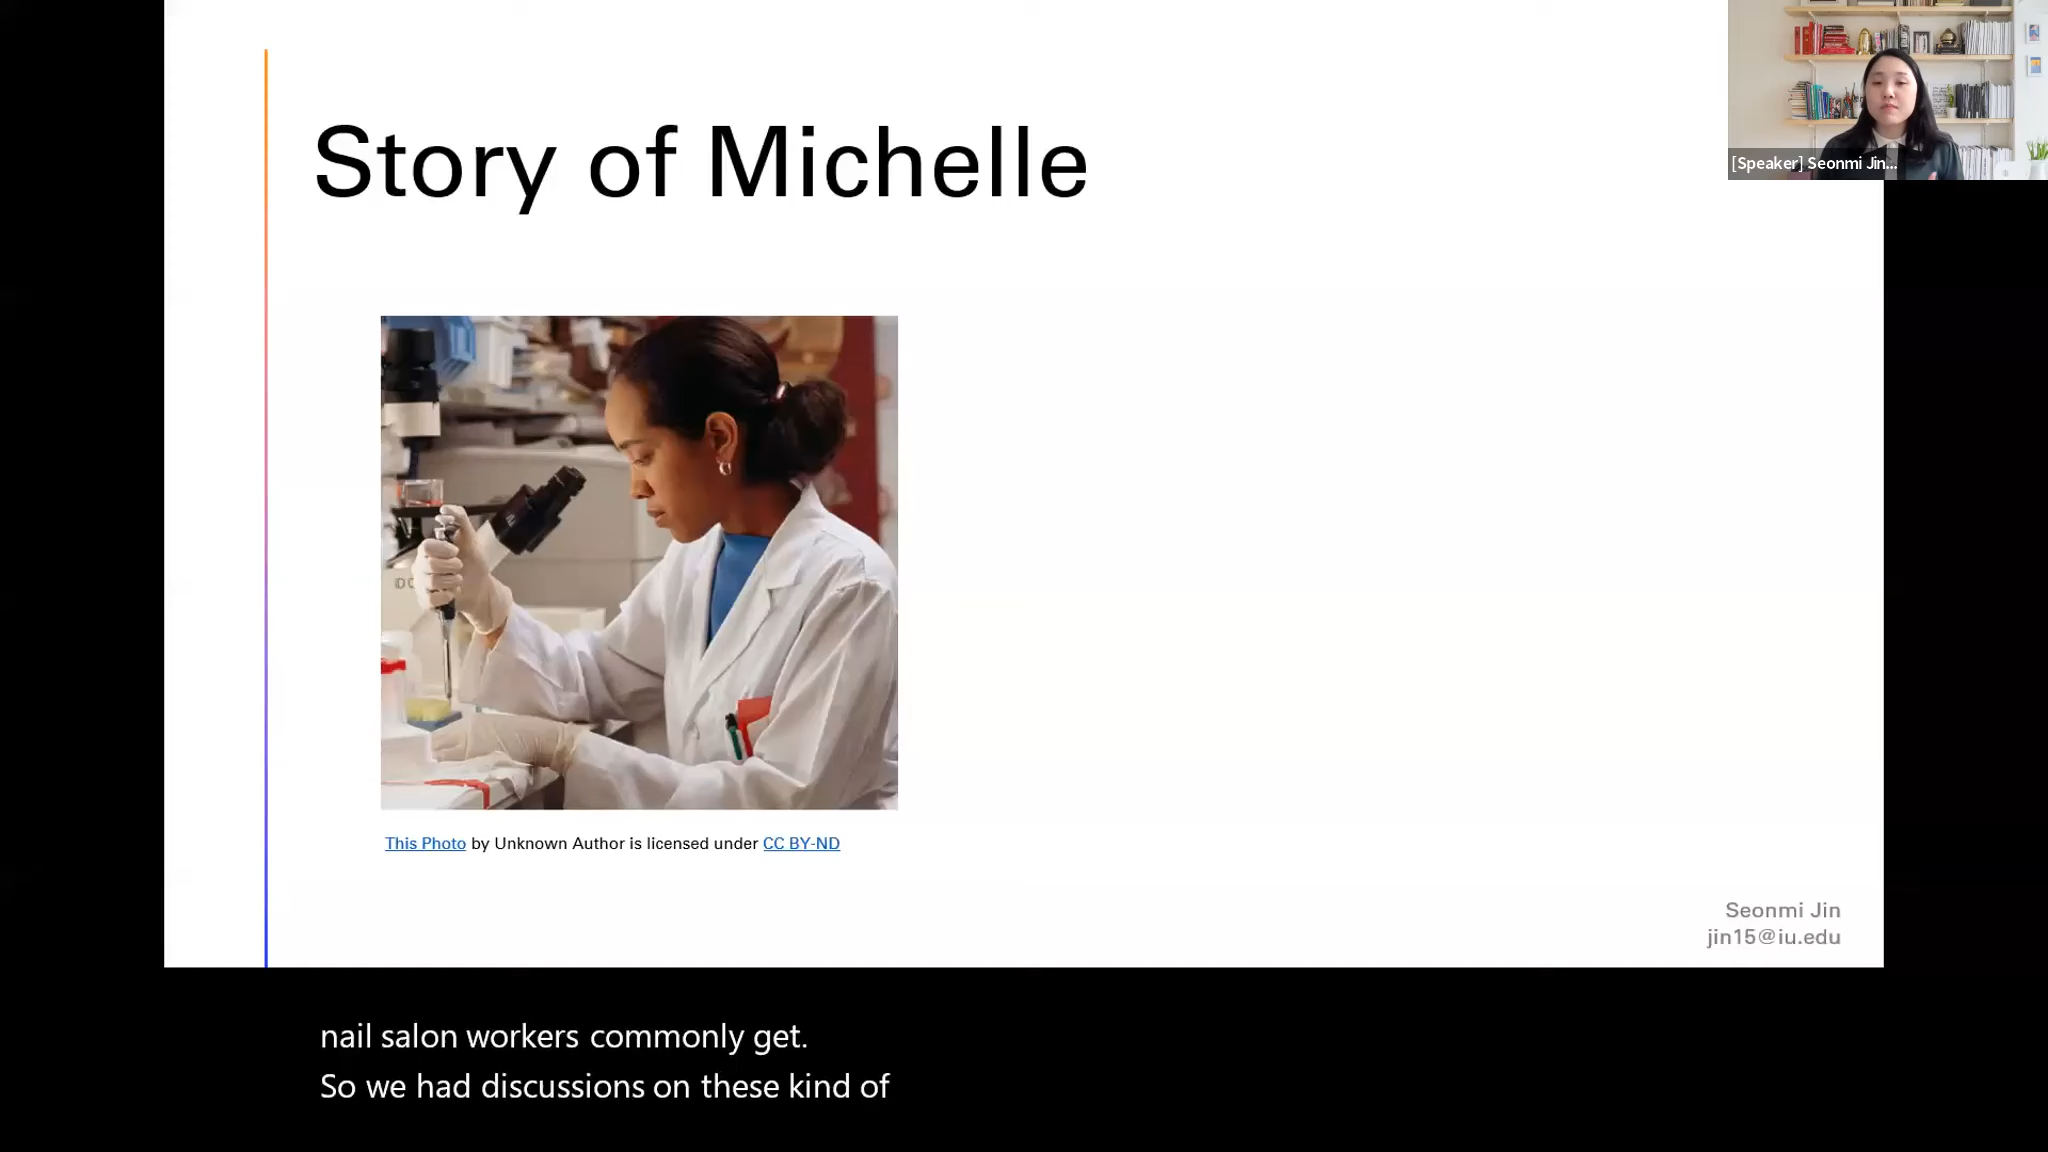 Story of Michelle
[Speaker] Seonmi Jin...
This Photo by Unknown Author is licensed under CC BY-ND
Seonmi Jin
jin15@iu.edu
nail salon workers commonly get.
So we had discussions on these kind of